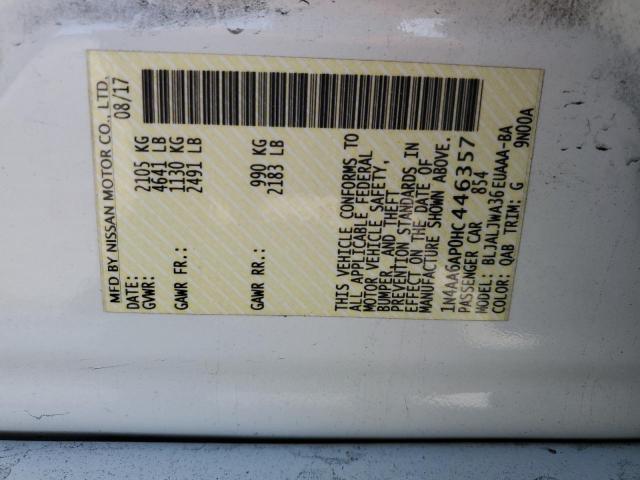 MFD BY NISSAN MOTOR CO., LTD.
DATE: 08/17
GVWR: 2105 KG
4641 LB
GAWR FR.: 1130 KG
2491 LB
GAWR RR.: 990 KG
2183 LB
THIS VEHICLE CONFORMS TO
ALL APPLICABLE FEDERAL
MOTOR VEHICLE SAFETY,
BUMPER, AND THEFT
PREVENTION STANDARDS IN
EFFECT ON THE DATE OF
MANUFACTURE SHOWN ABOVE.
1N4AA6AP0HC446357
PASSENGER CAR 854
MODEL: BLJALJWA36EUAAA-BA
COLOR: QAB TRIM: G 9N00A